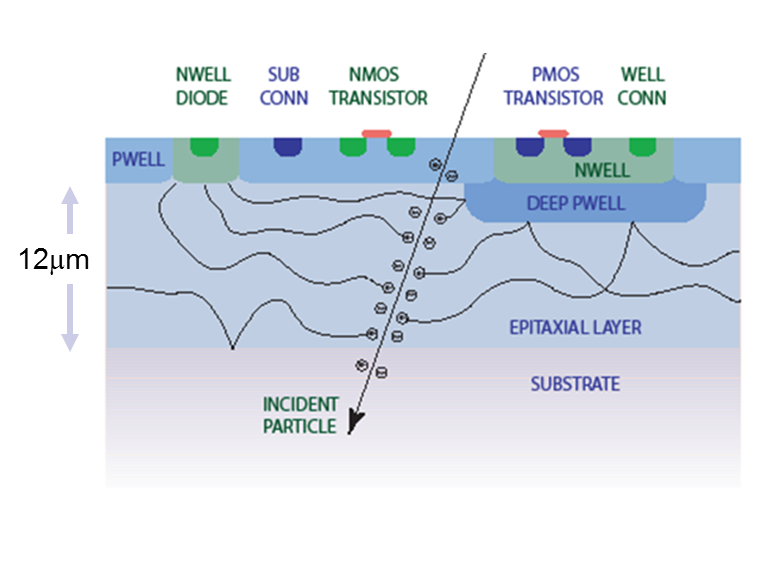 NWELL
DIODE
SUB
CONN
NMOS
TRANSISTOR
PMOS
TRANSISTOR
WELL
CONN
PWELL
NWELL
DEEP PWELL
12μm
EPITAXIAL LAYER
SUBSTRATE
INCIDENT
PARTICLE